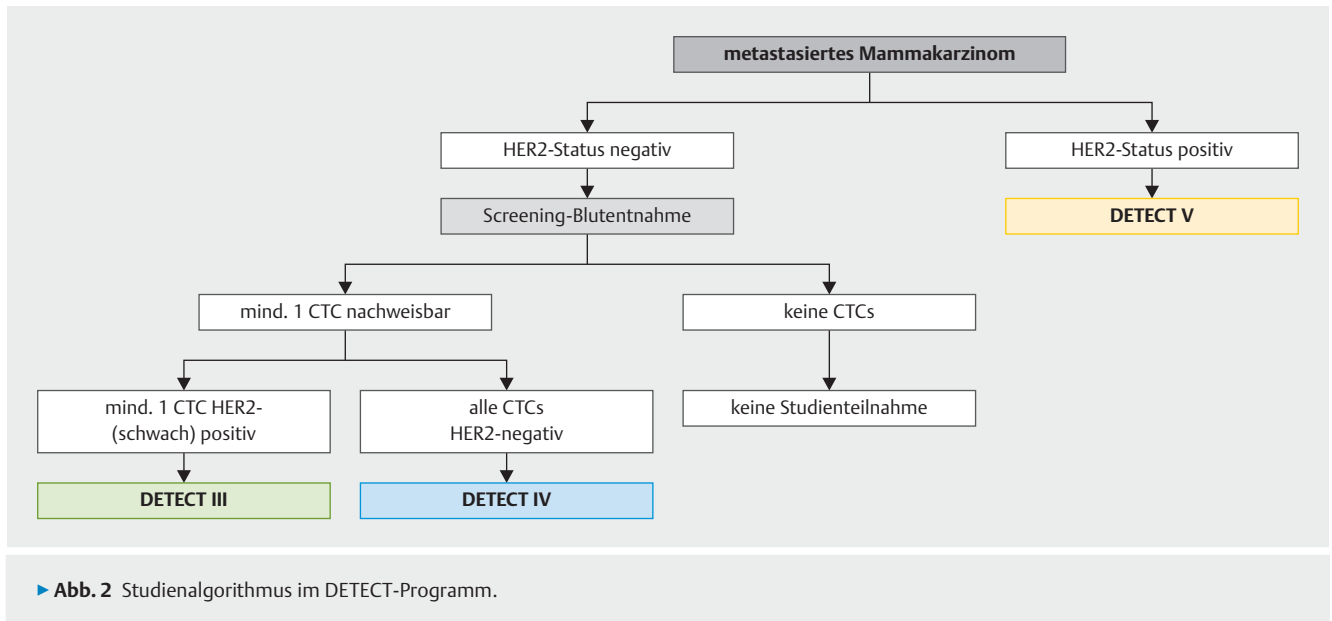 metastasiertes Mammakarzinom
HER2-Status negativ
HER2-Status positiv
Screening-Blutentnahme
DETECT V
mind. 1 CTC nachweisbar
keine CTCs
mind. 1 CTC HER2-
(schwach) positiv
alle CTCs
HER2-negativ
keine Studienteilnahme
DETECT III
DETECT IV
▶ Abb. 2 Studienalgorithmus im DETECT-Programm.